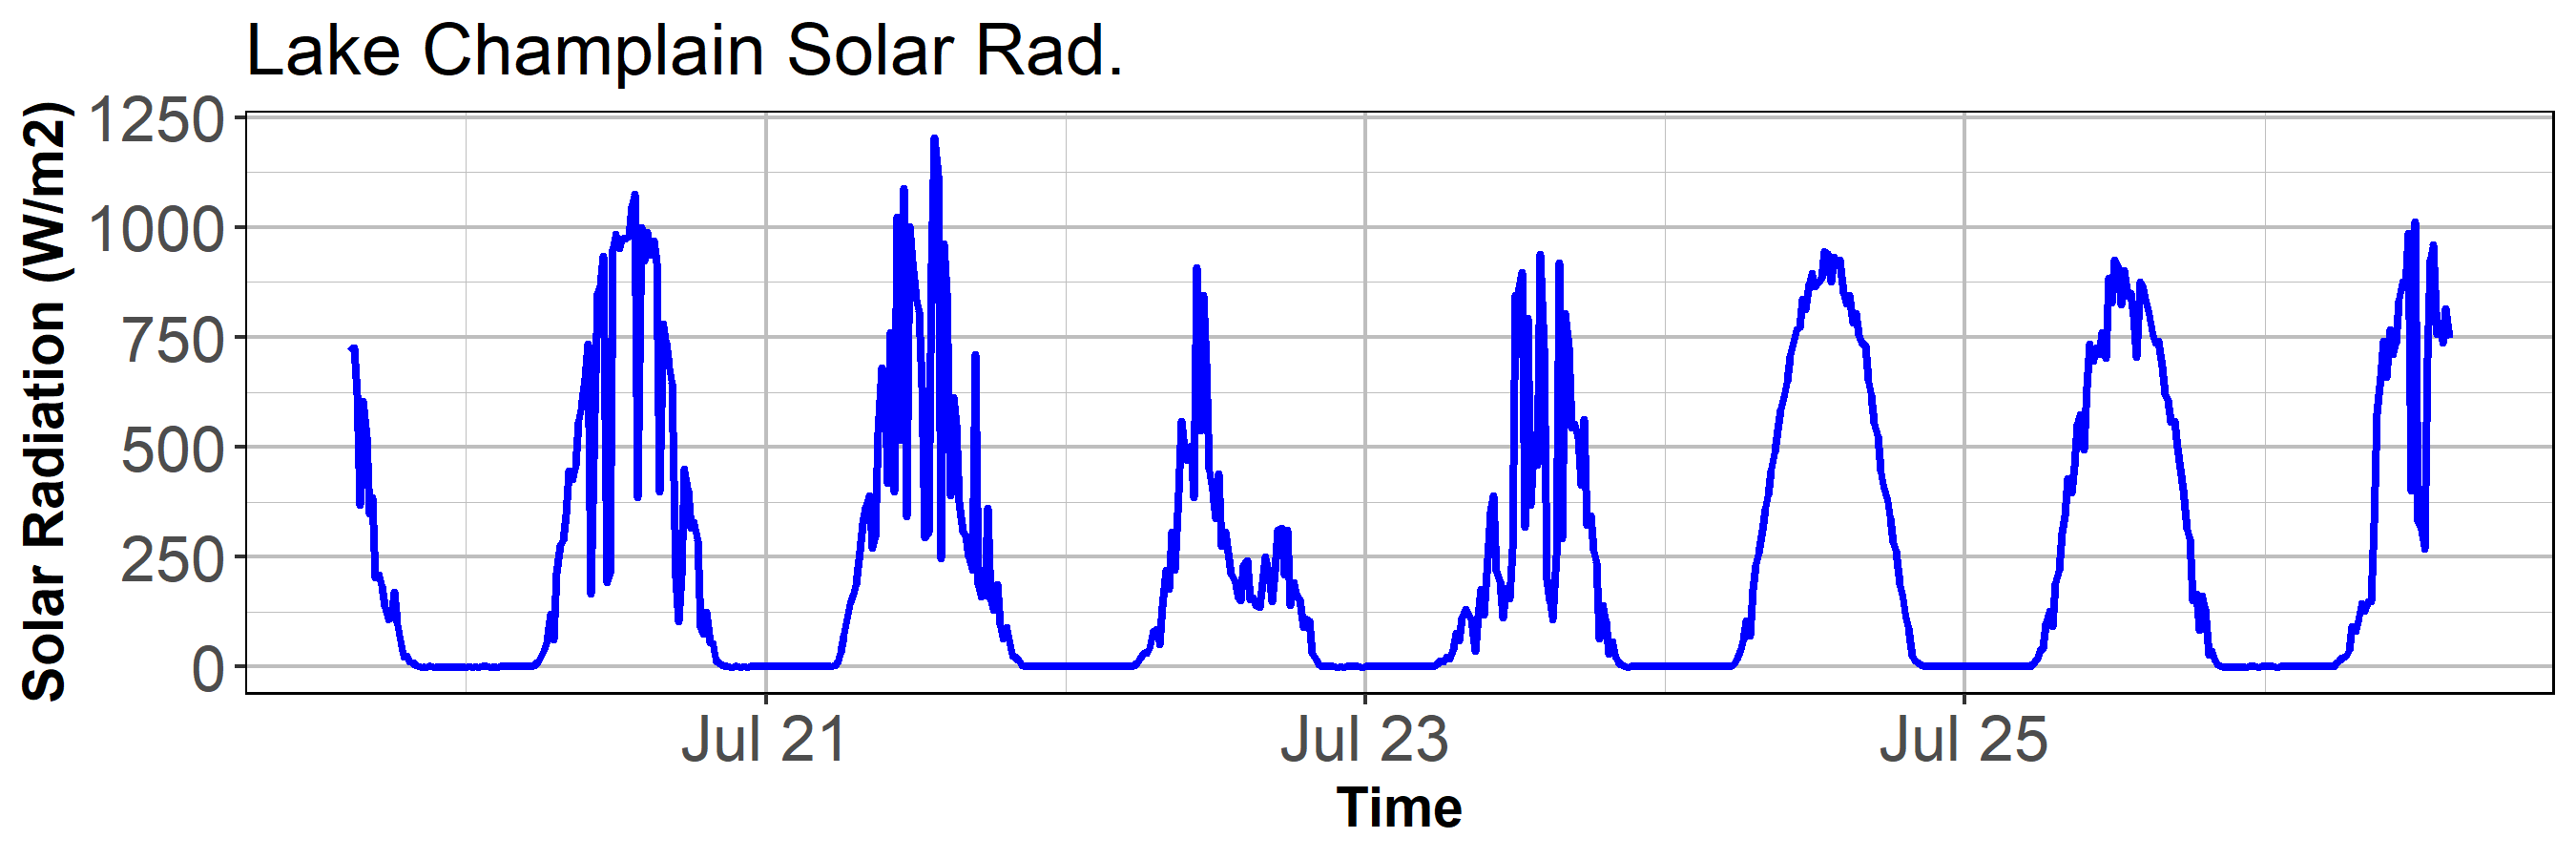 Lake Champlain Solar Rad.
Solar Radiation (W/m2)
1250
1000
750
500
250
0
Jul 21
Jul 23
Jul 25
Time